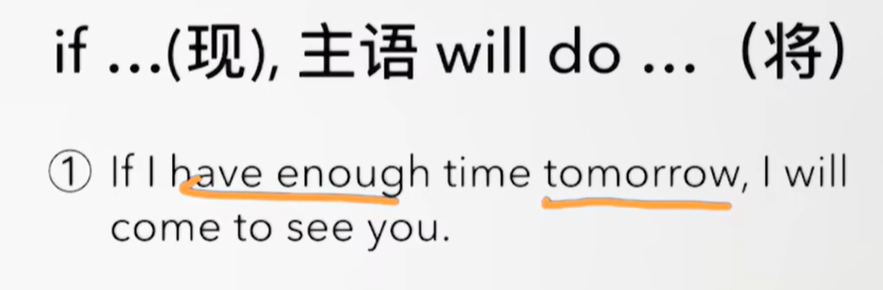 if ...(现), 主语 will do ... （将）
① If I have enough time tomorrow, I will
come to see you.